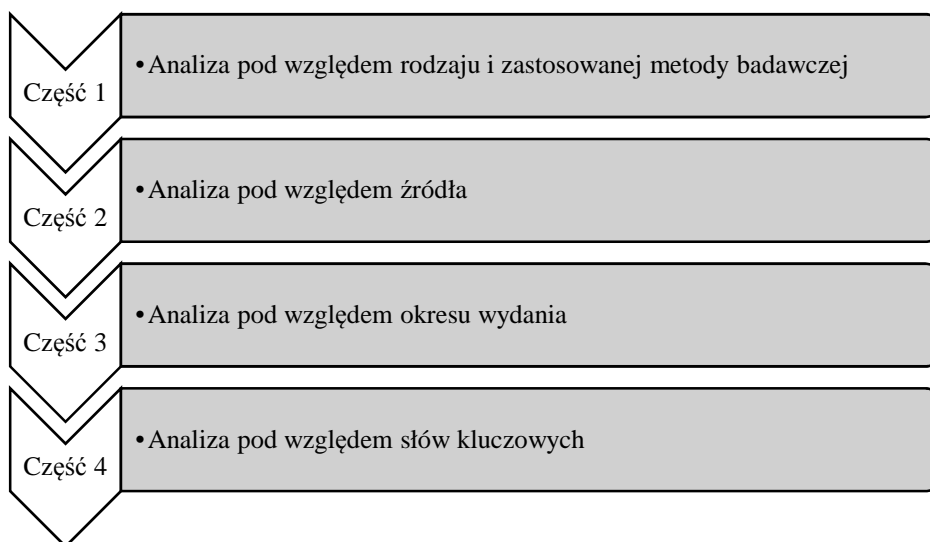 Część 1
• Analiza pod względem rodzaju i zastosowanej metody badawczej
Część 2
• Analiza pod względem źródła
Część 3
• Analiza pod względem okresu wydania
Część 4
• Analiza pod względem słów kluczowych